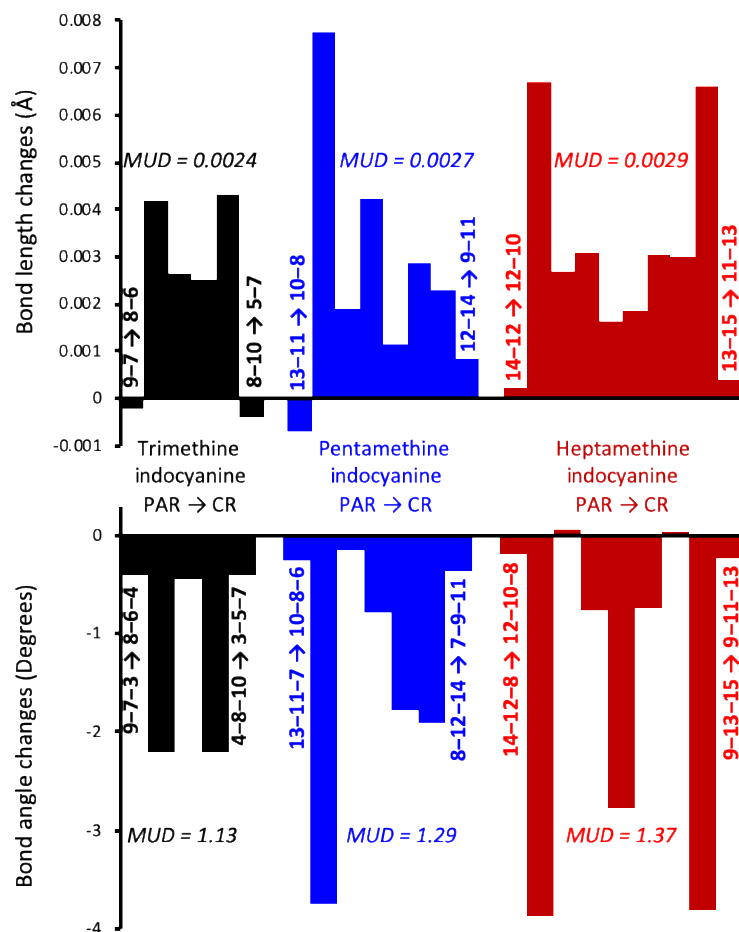 Bond length changes (Å)
0.008
0.007
0.006
0.005
0.004
0.003
0.002
0.001
0
-0.001
MUD = 0.0024
MUD = 0.0027
MUD = 0.0029
9–7 → 8–6
8–10 → 5–7
13–11 → 10–8
12–14 → 9–11
14–12 → 12–10
13–15 → 11–13
Trimethine
indocyanine
PAR → CR
Pentamethine
indocyanine
PAR → CR
Heptamethine
indocyanine
PAR → CR
Bond angle changes (Degrees)
0
-1
-2
-3
-4
9–7–3 → 8–6–4
4–8–10 → 3–5–7
13–11–7 → 10–8–6
8–12–14 → 7–9–11
14–12–8 → 12–10–8
9–13–15 → 9–11–13
MUD = 1.13
MUD = 1.29
MUD = 1.37